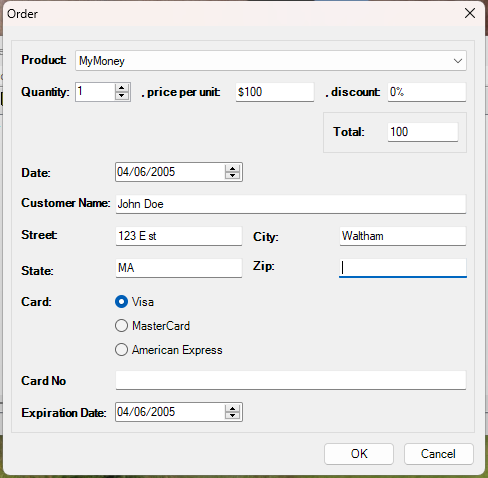 Order
Product: MyMoney
Quantity: 1 , price per unit: $100 , discount: 0%
Total: 100
Date: 04/06/2005
Customer Name: John Doe
Street: 123 E st City: Waltham
State: MA Zip:
Card: Visa
MasterCard
American Express
Card No
Expiration Date: 04/06/2005
OK Cancel